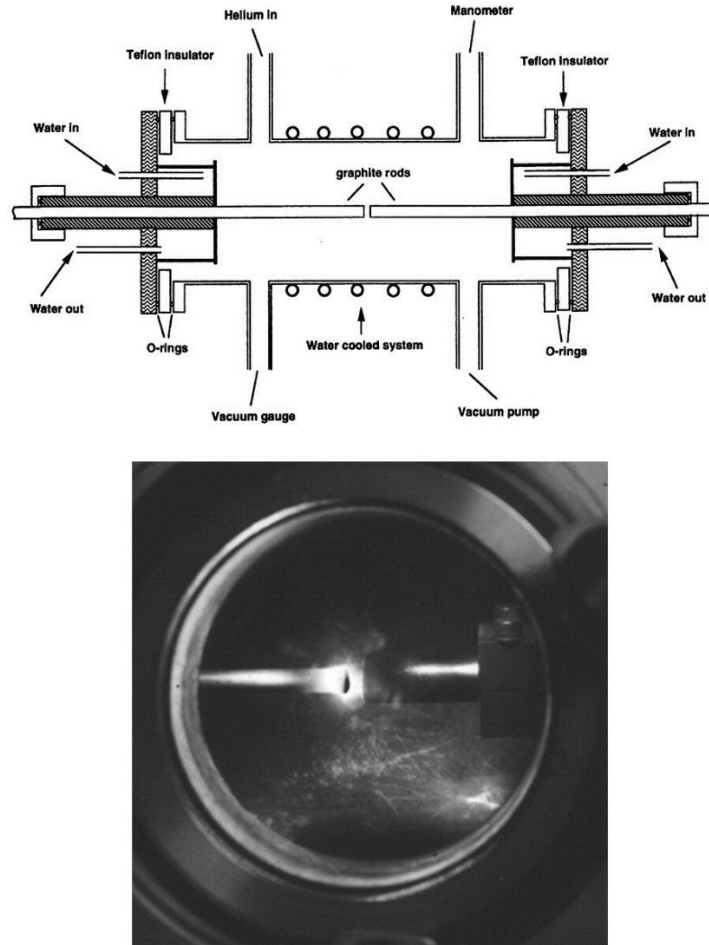 Helium in
Manometer
Teflon insulator
Teflon insulator
Water in
Water in
graphite rods
Water out
Water out
O-rings
Water cooled system
O-rings
Vacuum gauge
Vacuum pump